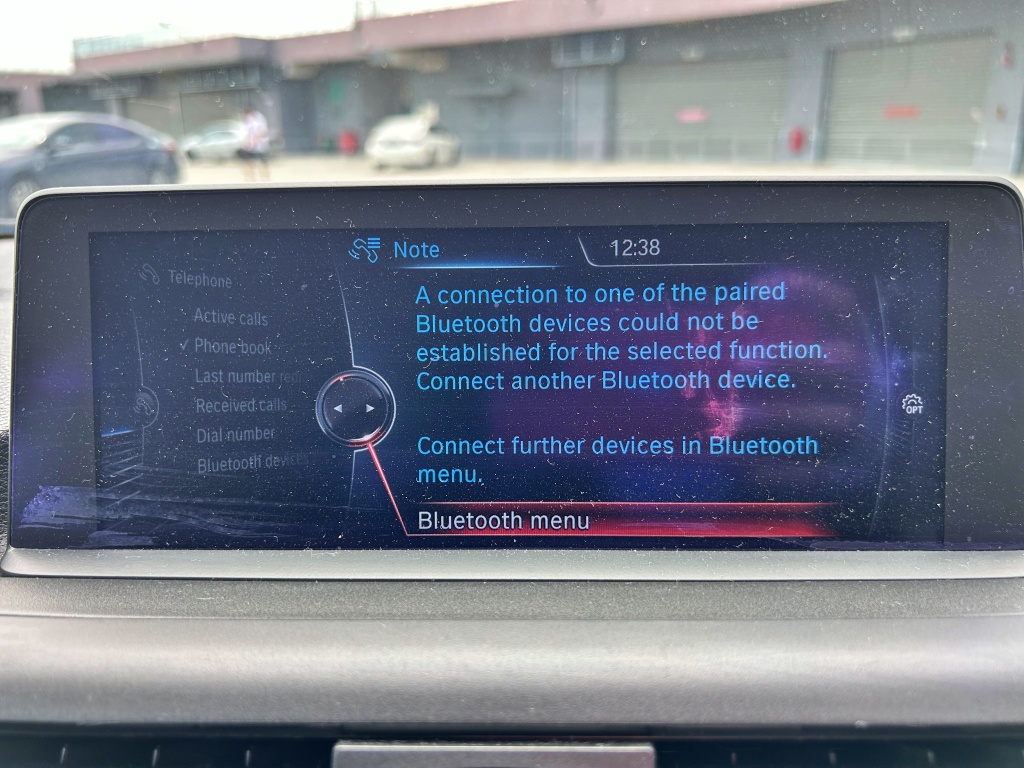 Note
12:38
Telephone
Active calls
Phone book
Last number
Received calls
Dial number
Bluetooth
A connection to one of the paired
Bluetooth devices could not be
established for the selected function.
Connect another Bluetooth device.
Connect further devices in Bluetooth
menu.
Bluetooth menu
OPT